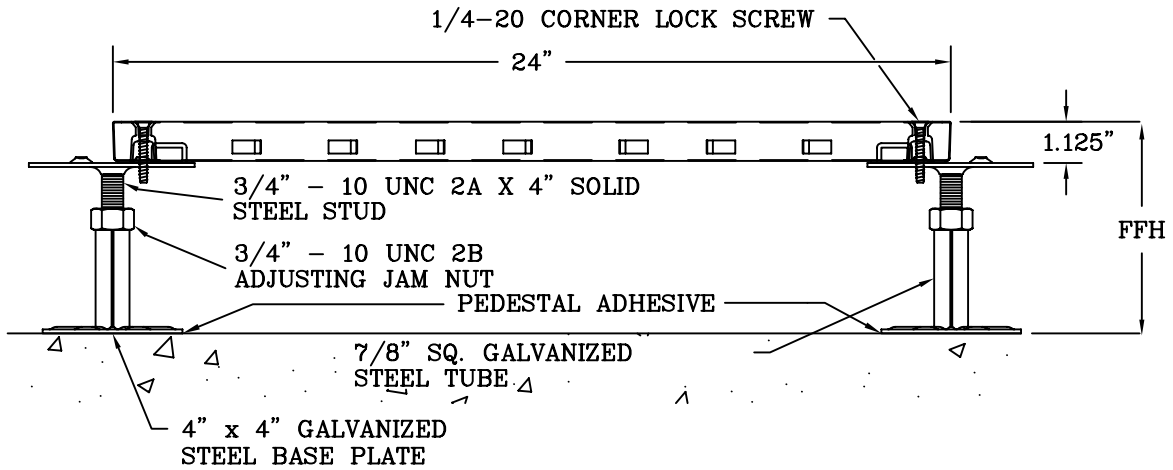 1/4-20 CORNER LOCK SCREW
24"
1.125"
3/4" - 10 UNC 2A X 4" SOLID
STEEL STUD
FFH
3/4" - 10 UNC 2B
ADJUSTING JAM NUT
PEDESTAL ADHESIVE
7/8" SQ. GALVANIZED
STEEL TUBE
4" x 4" GALVANIZED
STEEL BASE PLATE